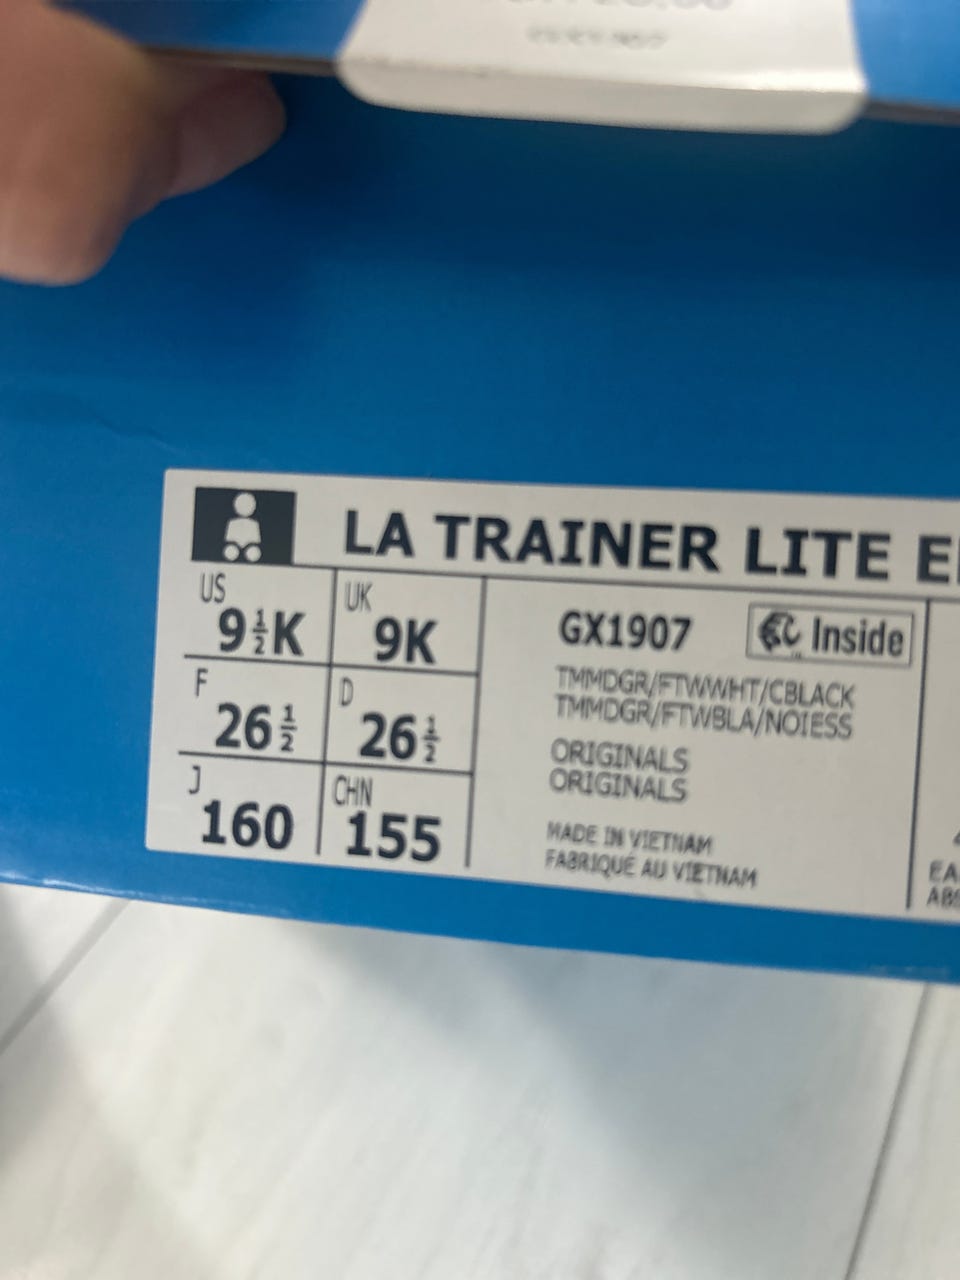 LA TRAINER LITE
US
9½K
UK
9K
F
26½
D
26½
J
160
CHN
155
GX1907
Inside
TMMDGR/FTWWHT/CBLACK
TMMDGR/FTWBLA/NOIESS
ORIGINALS
ORIGINALS
MADE IN VIETNAM
FABRIQUÉ AU VIETNAM